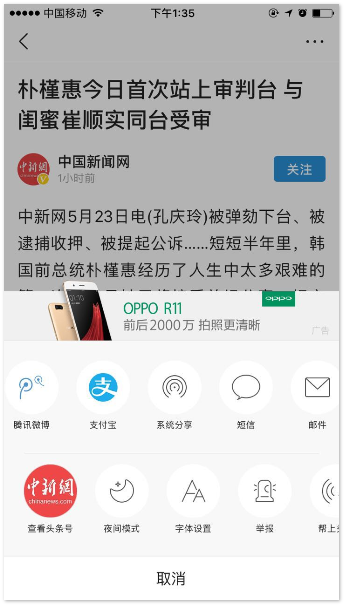 中国移动 下午1:35
朴槿惠今日首次站上审判台 与
闺蜜崔顺实同台受审
中国新闻网
1小时前
关注
中新网5月23日电(孔庆玲)被弹劾下台、被
逮捕收押、被提起公诉……短短半年里，韩
国前总统朴槿惠经历了人生中太多艰难的
OPPO R11
oppo
前后2000万 拍照更清晰
广告
腾讯微博 支付宝 系统分享 短信 邮件
中新網
chinanews.com
查看头条号 夜间模式 字体设置 举报 帮上
取消